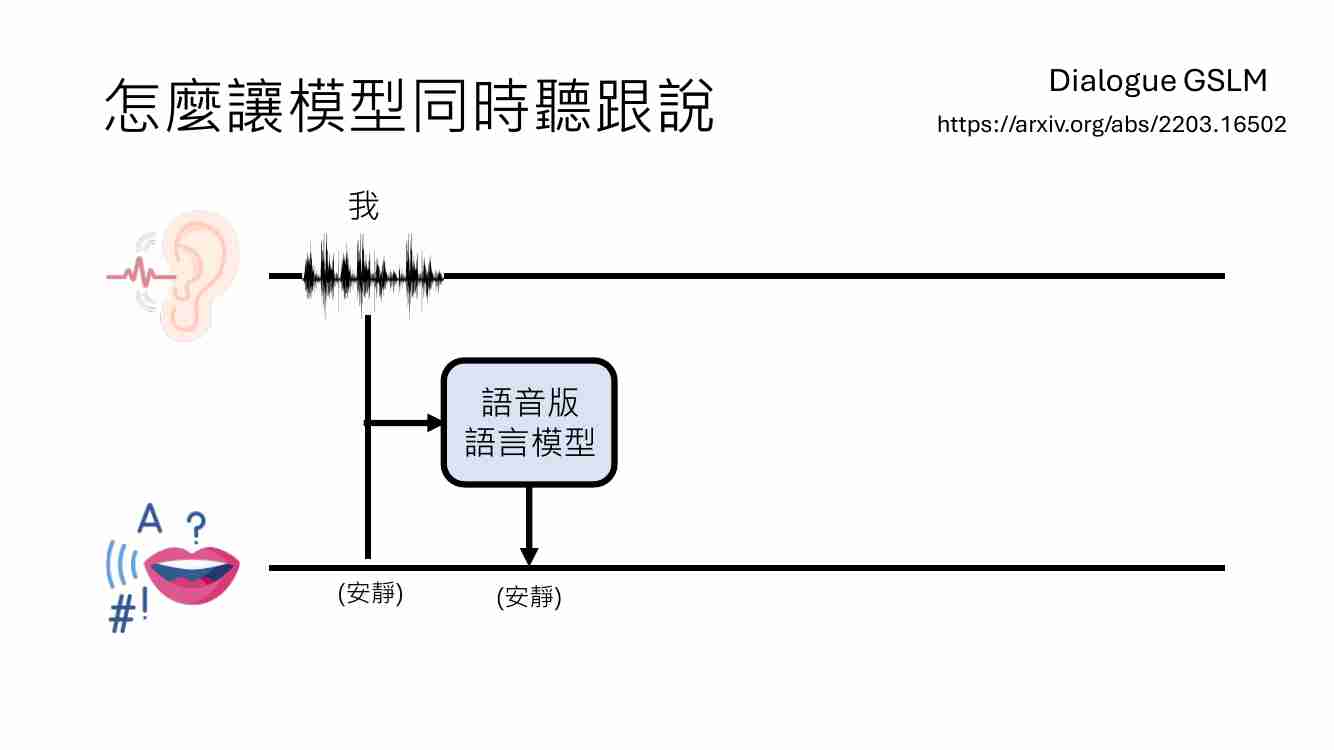 怎麼讓模型同時聽跟說
Dialogue GSLM
https://arxiv.org/abs/2203.16502
我
語音版
語言模型
A ?
#!
(安靜)
(安靜)